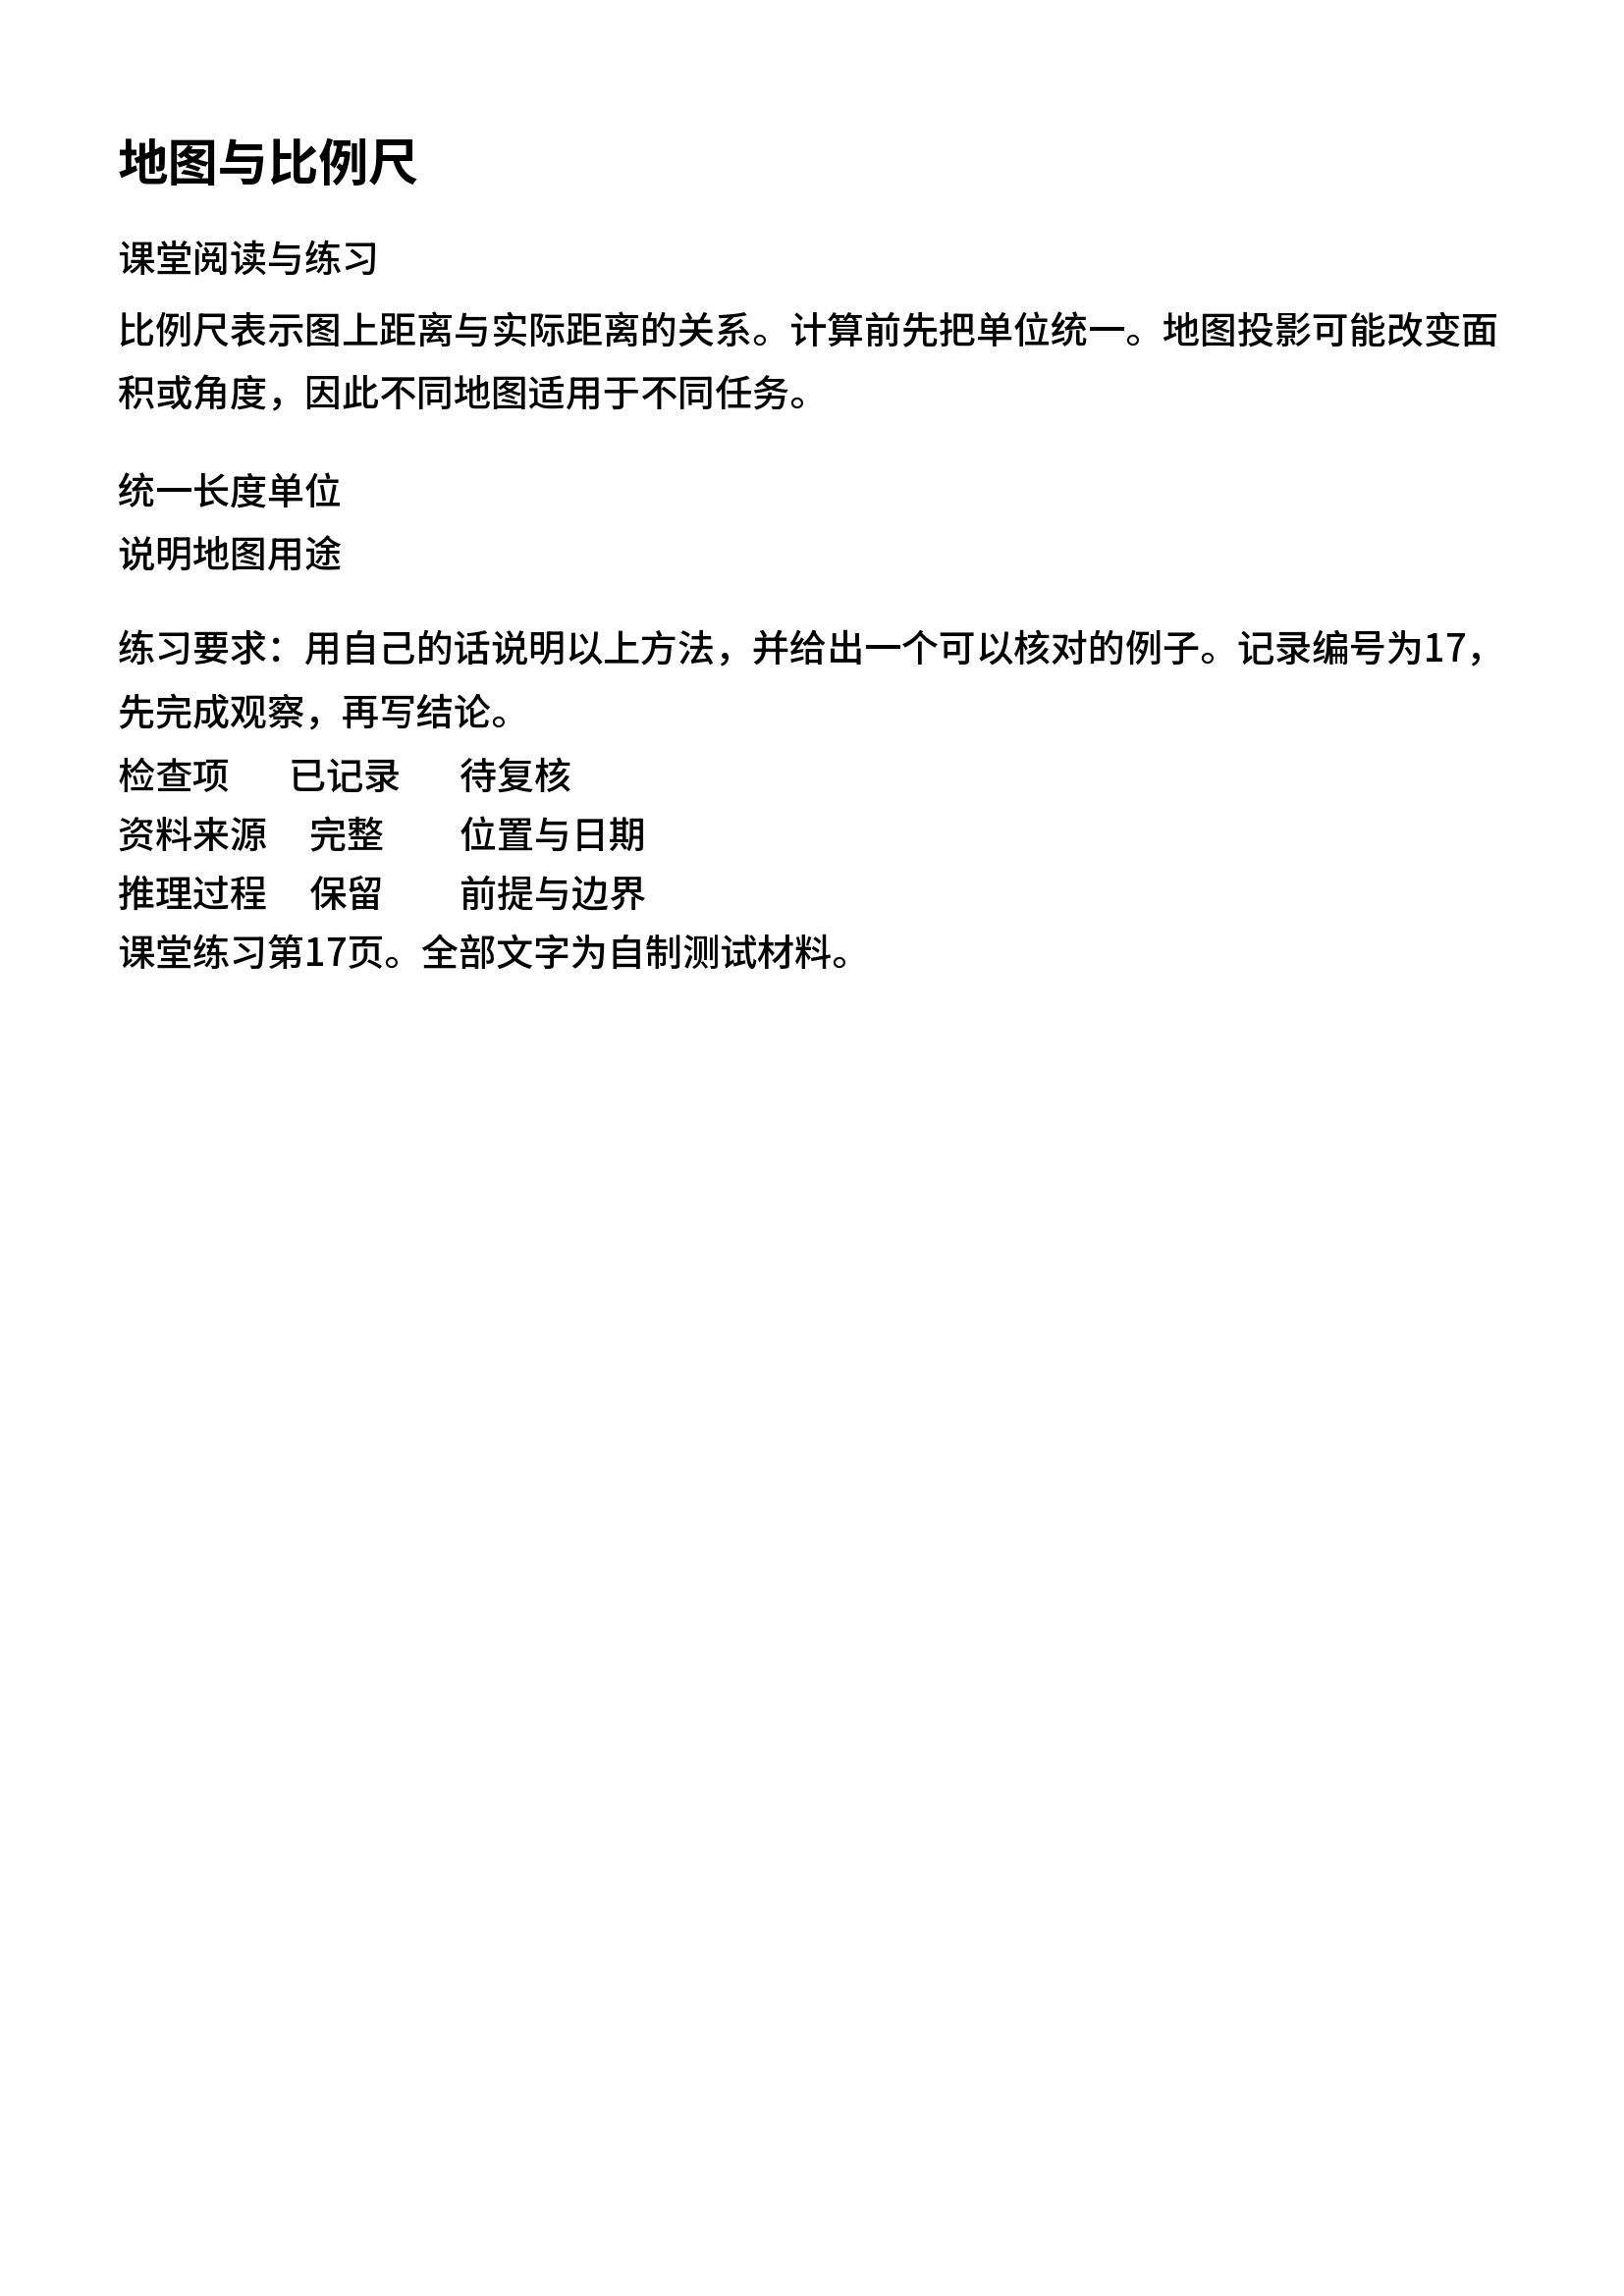 地图与比例尺
课堂阅读与练习
比例尺表示图上距离与实际距离的关系。计算前先把单位统一。地图投影可能改变面
积或角度，因此不同地图适用于不同任务。
统一长度单位
说明地图用途
练习要求：用自己的话说明以上方法，并给出一个可以核对的例子。记录编号为17，
先完成观察，再写结论。
检查项 已记录 待复核
资料来源 完整 位置与日期
推理过程 保留 前提与边界
课堂练习第17页。全部文字为自制测试材料。